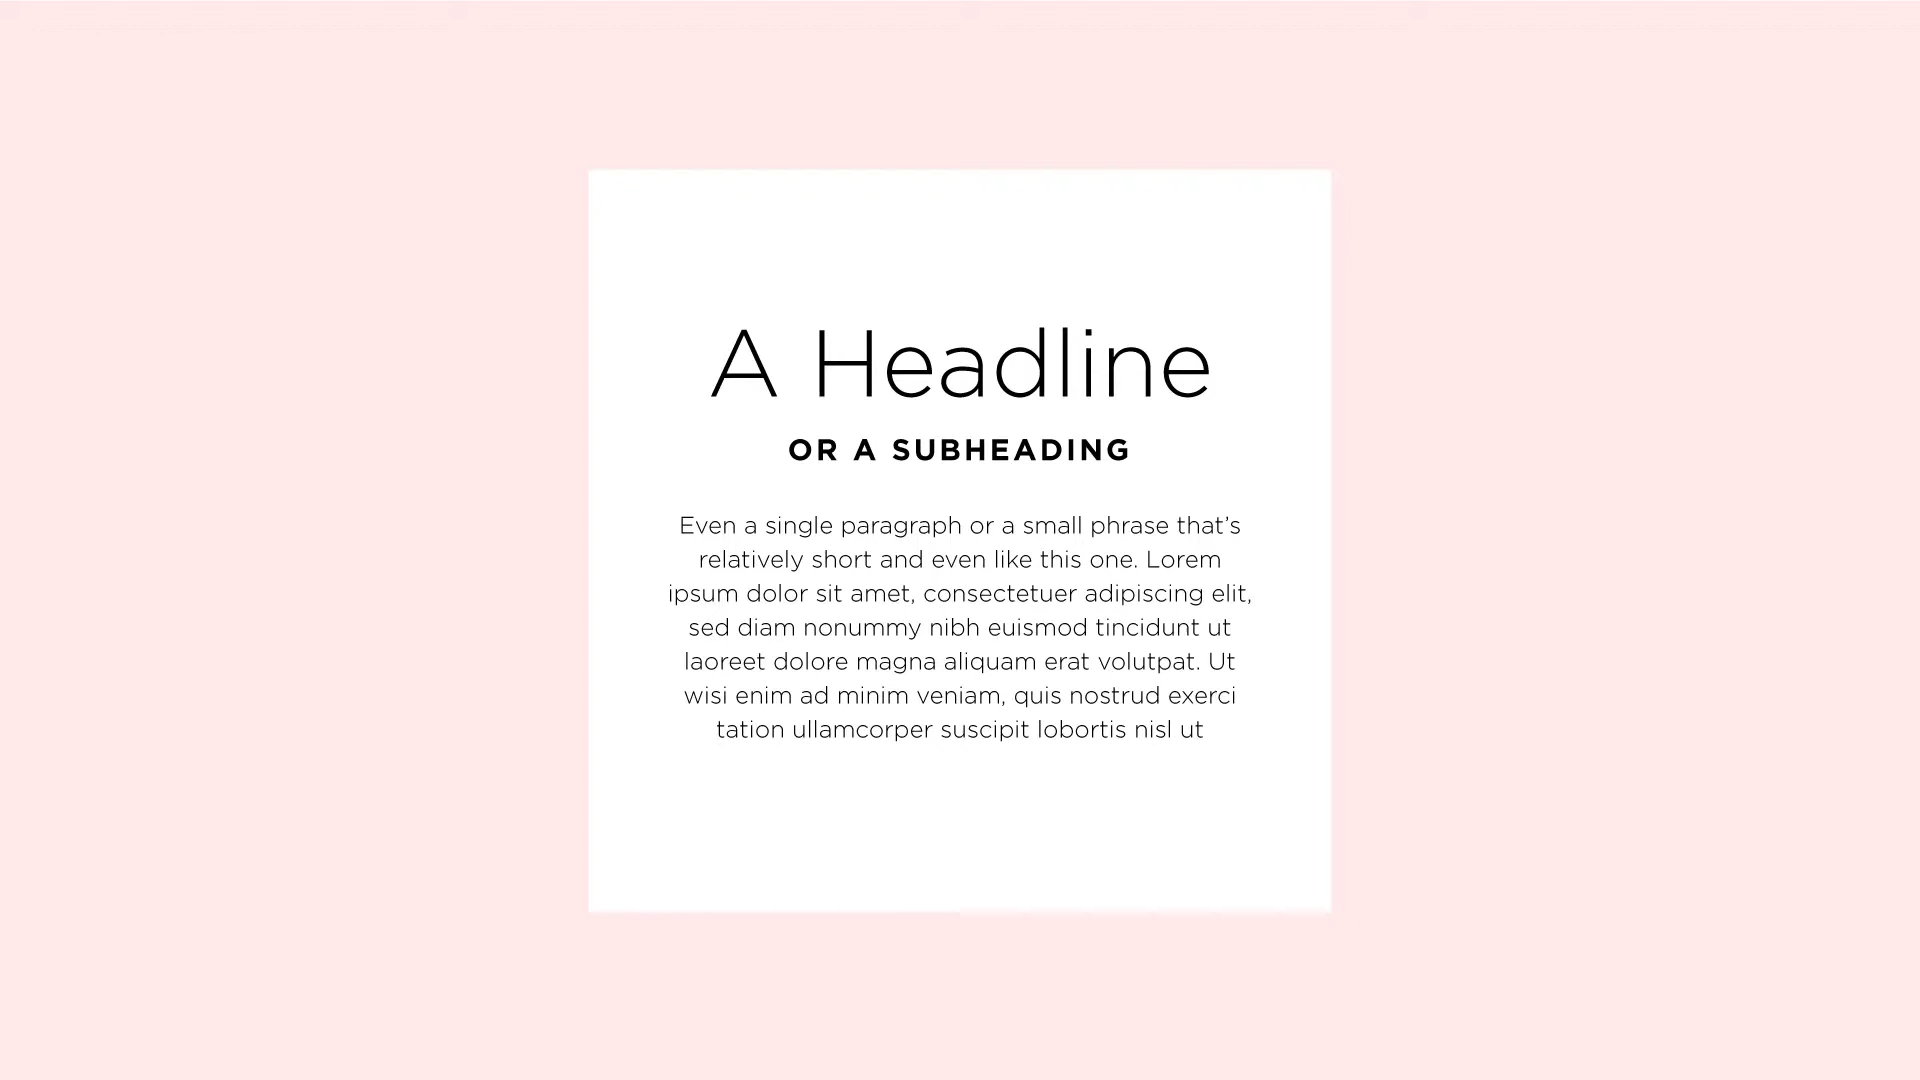 A Headline
OR A SUBHEADING
Even a single paragraph or a small phrase that’s
relatively short and even like this one. Lorem
ipsum dolor sit amet, consectetuer adipiscing elit,
sed diam nonummy nibh euismod tincidunt ut
laoreet dolore magna aliquam erat volutpat. Ut
wisi enim ad minim veniam, quis nostrud exerci
tation ullamcorper suscipit lobortis nisl ut